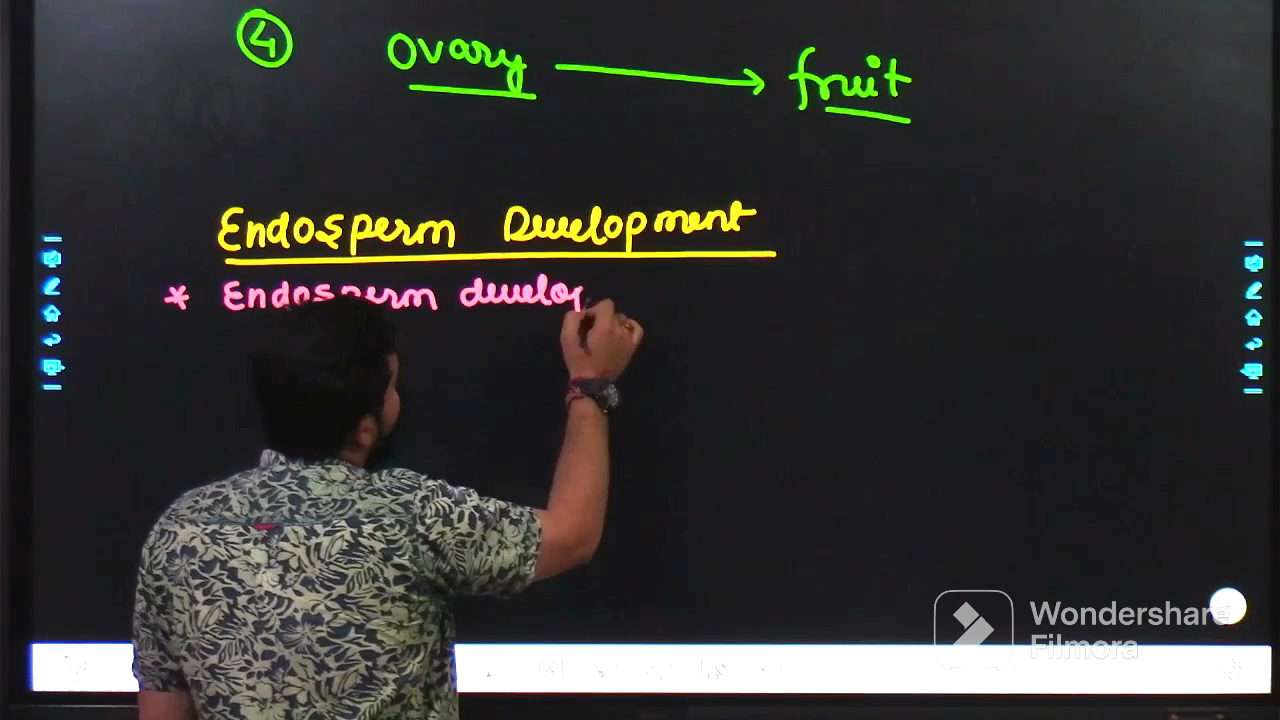 4 Ovary → fruit
Endosperm Development
* Endosperm develop
Wondershare
Filmora